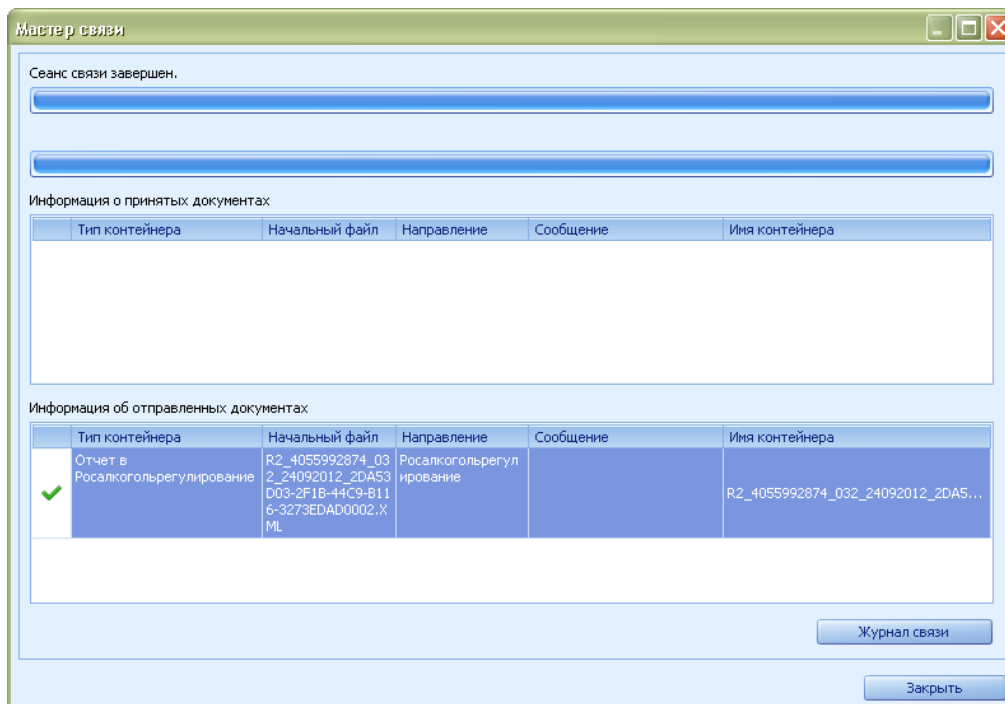 Мастер связи
Сеанс связи завершен.
Информация о принятых документах
Тип контейнера Начальный файл Направление Сообщение Имя контейнера
Информация об отправленных документах
Тип контейнера Начальный файл Направление Сообщение Имя контейнера
Отчет в
Росалкогольрегулирование
R2_4055992874_03
2_24092012_2DA53
D03-2F1B-44C9-B11
6-3273EDAD0002.X
ML
Росалкогольрегул
ирование
R2_4055992874_032_24092012_2DA5...
Журнал связи
Закрыть